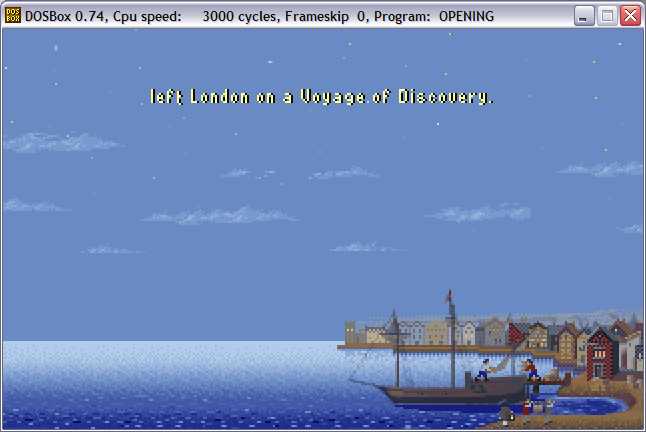 DOSBox 0.74, Cpu speed: 3000 cycles, Frameskip 0, Program: OPENING
left London on a Voyage of Discovery.